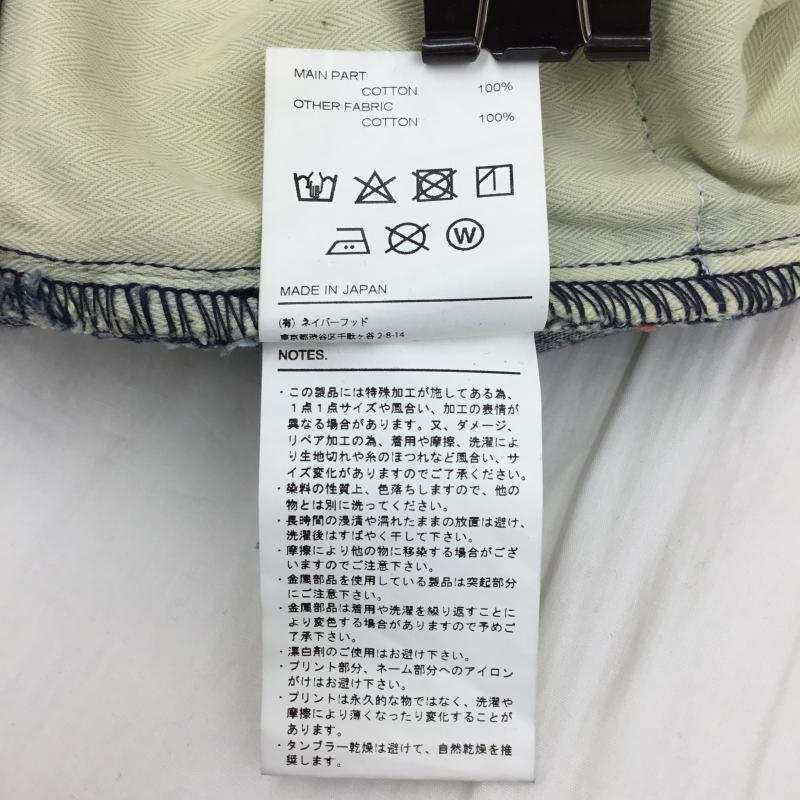 MAIN PART
COTTON 100%
OTHER FABRIC
COTTON 100%
W
MADE IN JAPAN
(有) ネイバーフッド
東京都渋谷区千駄ヶ谷2-8-14
NOTES.
・この製品には特殊加工が施してある為、
１点１点サイズや風合い、加工の表情が
異なる場合があります。又、ダメージ、
リペア加工の為、着用や摩擦、洗濯によ
り生地切れや糸のほつれなど風合い、サ
イズ変化がありますのでご了承ください。
・染料の性質上、色落ちしますので、他の
物とは別に洗ってください。
・長時間の浸漬や濡れたままの放置は避け、
洗濯後はすばやく干して下さい。
・摩擦により他の物に移染する場合がござ
いますのでご注意下さい。
・金属部品を使用している製品は突起部分
にご注意下さい。
・金属部品は着用や洗濯を繰り返すことに
より変色する場合がありますので予めご
了承下さい。
・漂白剤のご使用はお避け下さい。
・プリント部分、ネーム部分へのアイロン
がけはお避け下さい。
・プリントは永久的な物ではなく、洗濯や
摩擦により薄くなったり変化することが
あります。
・タンブラー乾燥は避けて、自然乾燥を推
奨します。